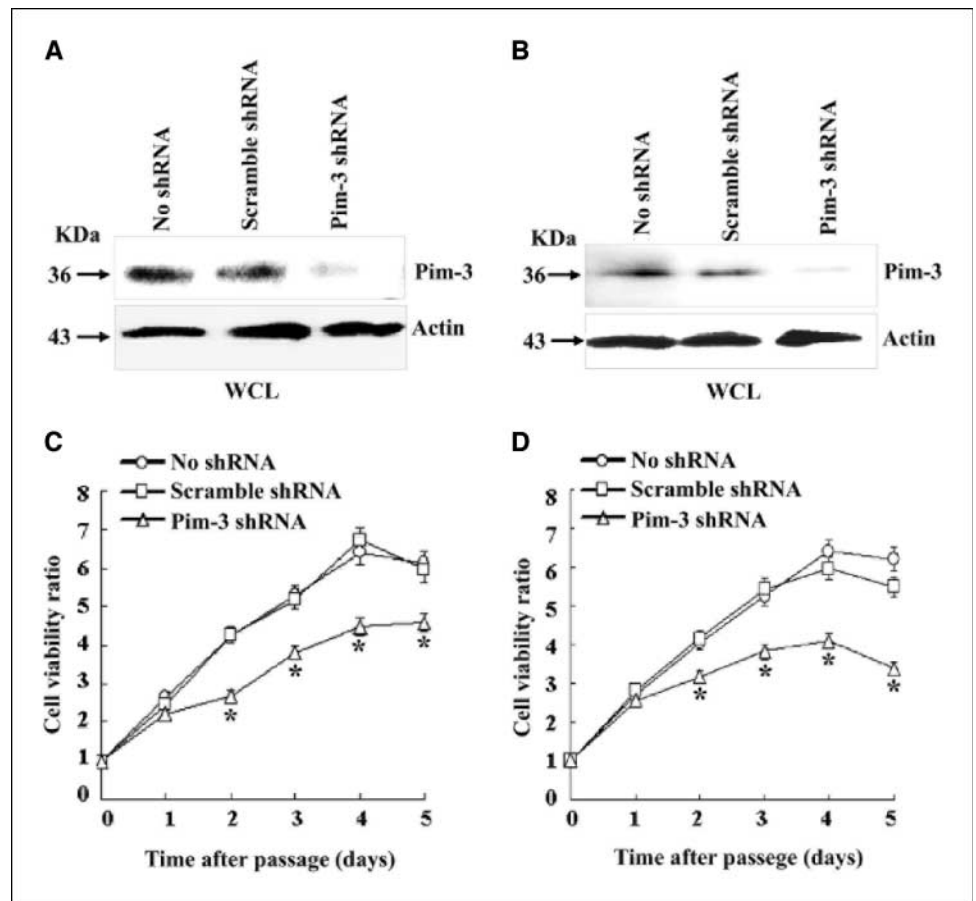 A
No shRNA
Scramble shRNA
Pim-3 shRNA
KDa
36
Pim-3
43
Actin
WCL
B
No shRNA
Scramble shRNA
Pim-3 shRNA
KDa
36
Pim-3
43
Actin
WCL
C
No shRNA
Scramble shRNA
Pim-3 shRNA
Cell viability ratio
8
7
6
5
4
3
2
1
0
*
*
*
*
0 1 2 3 4 5
Time after passage (days)
D
No shRNA
Scramble shRNA
Pim-3 shRNA
Cell viability ratio
8
7
6
5
4
3
2
1
0
*
*
*
*
0 1 2 3 4 5
Time after passege (days)